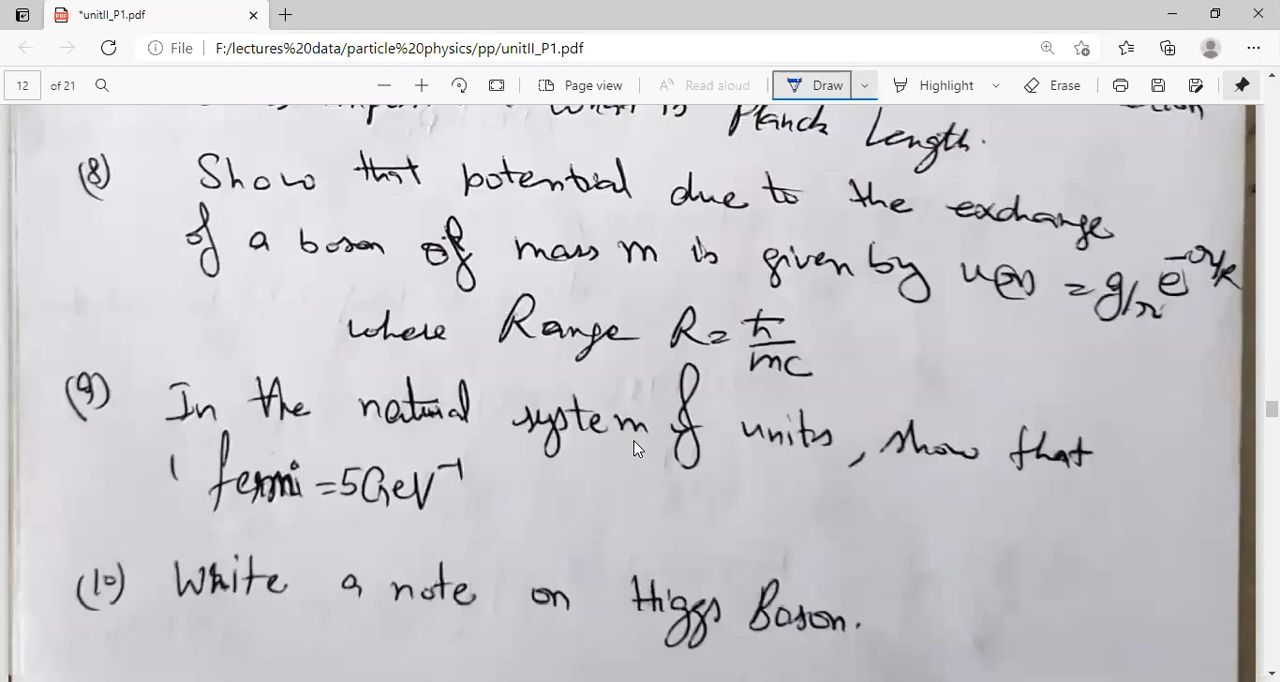 *unitII_P1.pdf
File F:/lectures%20data/particle%20physics/pp/unitII_P1.pdf
12 of 21 Page view Read aloud Draw Highlight Erase
What is Planck Length.
(8) Show that potential due to the exchange
of a boson of mass m is given by u(r) = g/r e^-r/R
where Range R = ħ/mc
(9) In the natural system of units, show that
1 fermi = 5GeV^-1
(10) Write a note on Higgs Boson.